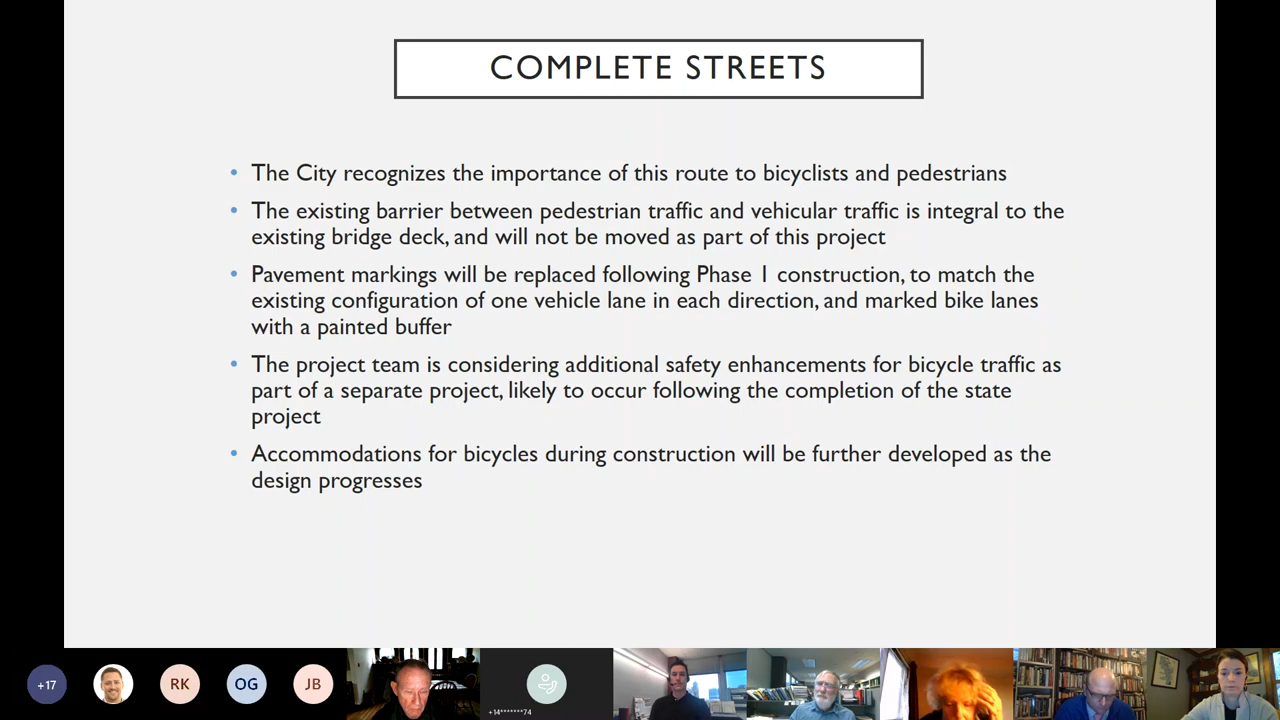 COMPLETE STREETS
• The City recognizes the importance of this route to bicyclists and pedestrians
• The existing barrier between pedestrian traffic and vehicular traffic is integral to the
existing bridge deck, and will not be moved as part of this project
• Pavement markings will be replaced following Phase 1 construction, to match the
existing configuration of one vehicle lane in each direction, and marked bike lanes
with a painted buffer
• The project team is considering additional safety enhancements for bicycle traffic as
part of a separate project, likely to occur following the completion of the state
project
• Accommodations for bicycles during construction will be further developed as the
design progresses
+17
RK
OG
JB
+14*******74